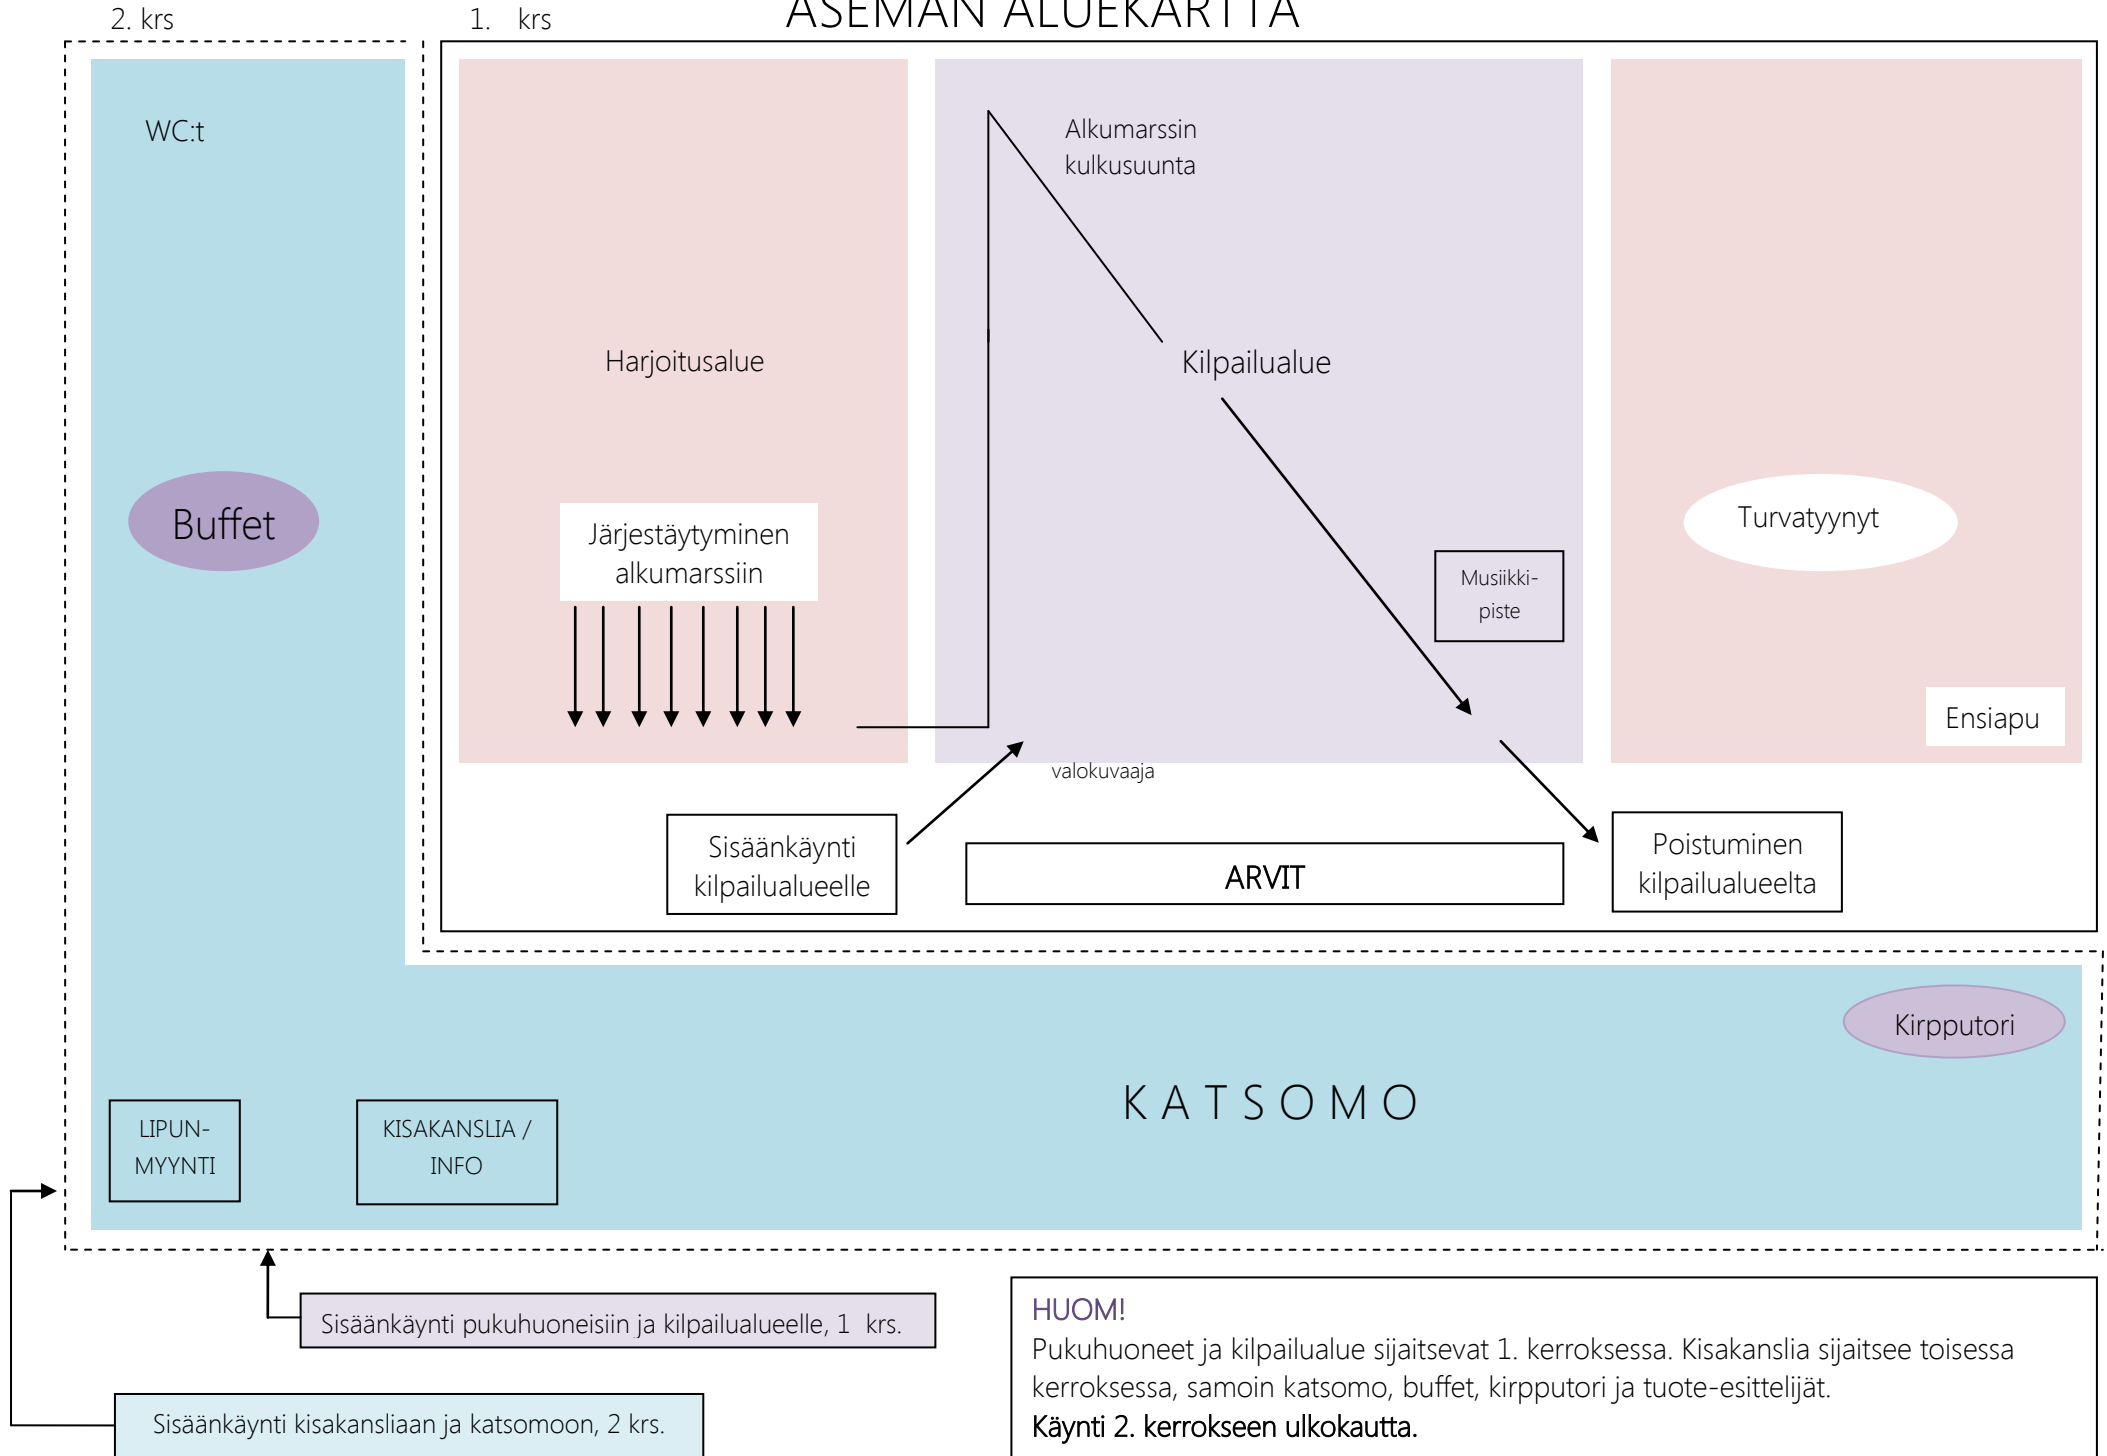 ASEMAN ALUEKARTTA
2. krs
1. krs
WC:t
Alkumarssin
kulkusuunta
Harjoitusalue
Kilpailualue
Buffet
Järjestäytyminen
alkumarssiin
Turvatyynyt
Musiikki-
piste
Ensiapu
valokuvaaja
Sisäänkäynti
kilpailualueelle
ARVIT
Poistuminen
kilpailualueelta
Kirpputori
KATSOMO
LIPUN-
MYYNTI
KISAKANSLIA /
INFO
Sisäänkäynti pukuhuoneisiin ja kilpailualueelle, 1 krs.
Sisäänkäynti kisakansliaan ja katsomoon, 2 krs.
HUOM!
Pukuhuoneet ja kilpailualue sijaitsevat 1. kerroksessa. Kisakanslia sijaitsee toisessa
kerroksessa, samoin katsomo, buffet, kirpputori ja tuote-esittelijät.
Käynti 2. kerrokseen ulkokautta.